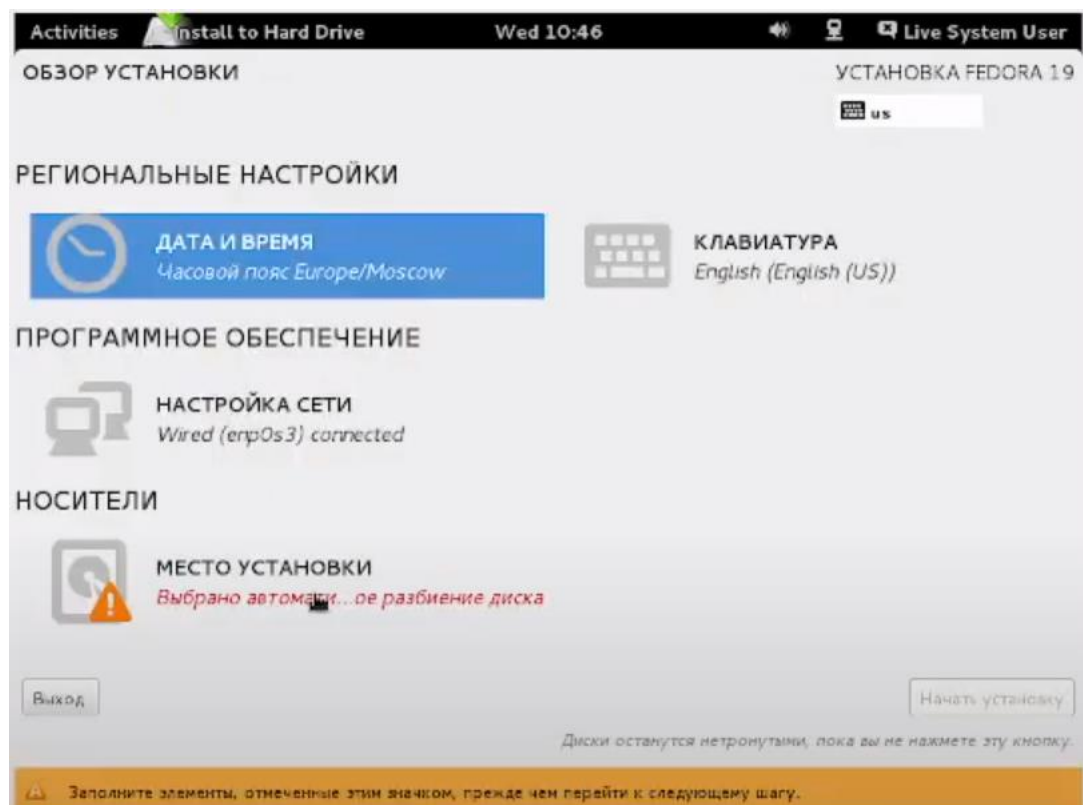 Activities Install to Hard Drive Wed 10:46 Live System User
ОБЗОР УСТАНОВКИ УСТАНОВКА FEDORA 19
us
РЕГИОНАЛЬНЫЕ НАСТРОЙКИ
ДАТА И ВРЕМЯ КЛАВИАТУРА
Часовой пояс Europe/Moscow English (English (US))
ПРОГРАММНОЕ ОБЕСПЕЧЕНИЕ
НАСТРОЙКА СЕТИ
Wired (enp0s3) connected
НОСИТЕЛИ
МЕСТО УСТАНОВКИ
Выбрано автомати...ое разбиение диска
Выход Начать установку
Диски останутся нетронутыми, пока вы не нажмете эту кнопку.
Заполните элементы, отмеченные этим значком, прежде чем перейти к следующему шагу.